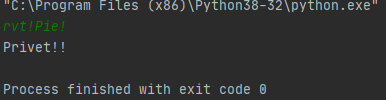 "C:\Program Files (x86)\Python38-32\python.exe"
rvt!Pie!
Privet!!
Process finished with exit code 0